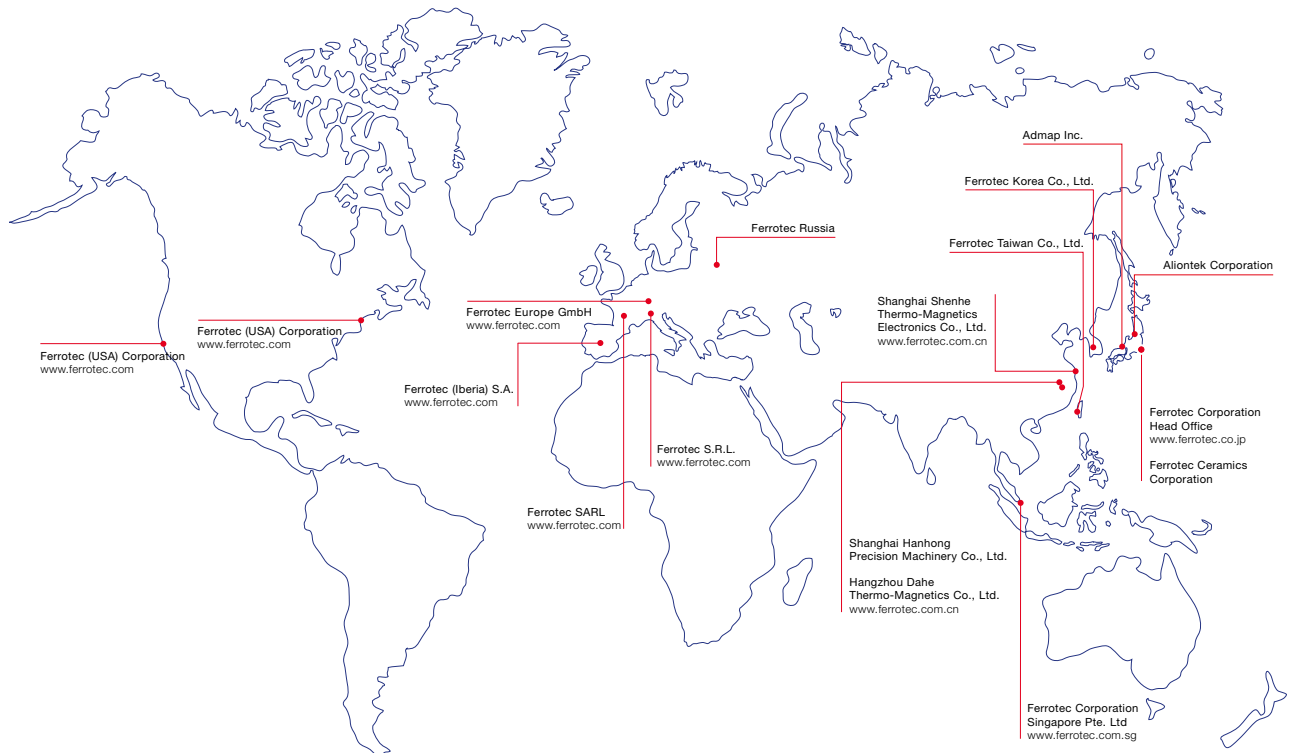 Admap Inc.
Ferrotec Korea Co., Ltd.
Ferrotec Russia
Ferrotec Taiwan Co., Ltd.
Aliontek Corporation
Ferrotec Europe GmbH
www.ferrotec.com
Shanghai Shenhe
Thermo-Magnetics
Electronics Co., Ltd.
www.ferrotec.com.cn
Ferrotec (USA) Corporation
www.ferrotec.com
Ferrotec (USA) Corporation
www.ferrotec.com
Ferrotec (Iberia) S.A.
www.ferrotec.com
Ferrotec Corporation
Head Office
www.ferrotec.co.jp
Ferrotec Ceramics
Corporation
Ferrotec S.R.L.
www.ferrotec.com
Ferrotec SARL
www.ferrotec.com
Shanghai Hanhong
Precision Machinery Co., Ltd.
Hangzhou Dahe
Thermo-Magnetics Co., Ltd.
www.ferrotec.com.cn
Ferrotec Corporation
Singapore Pte. Ltd
www.ferrotec.com.sg